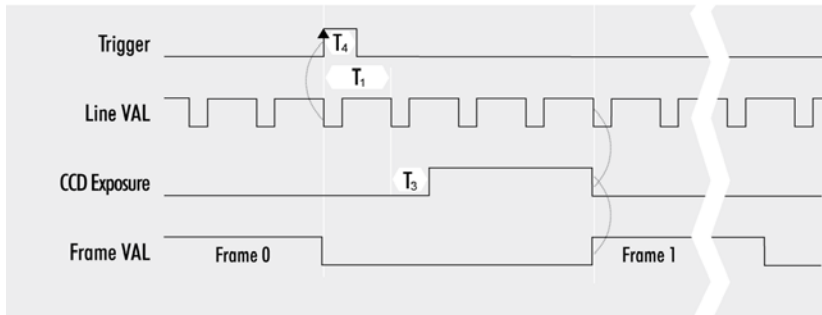 Trigger
T₄
T₁
Line VAL
CCD Exposure
T₃
Frame VAL
Frame 0
Frame 1